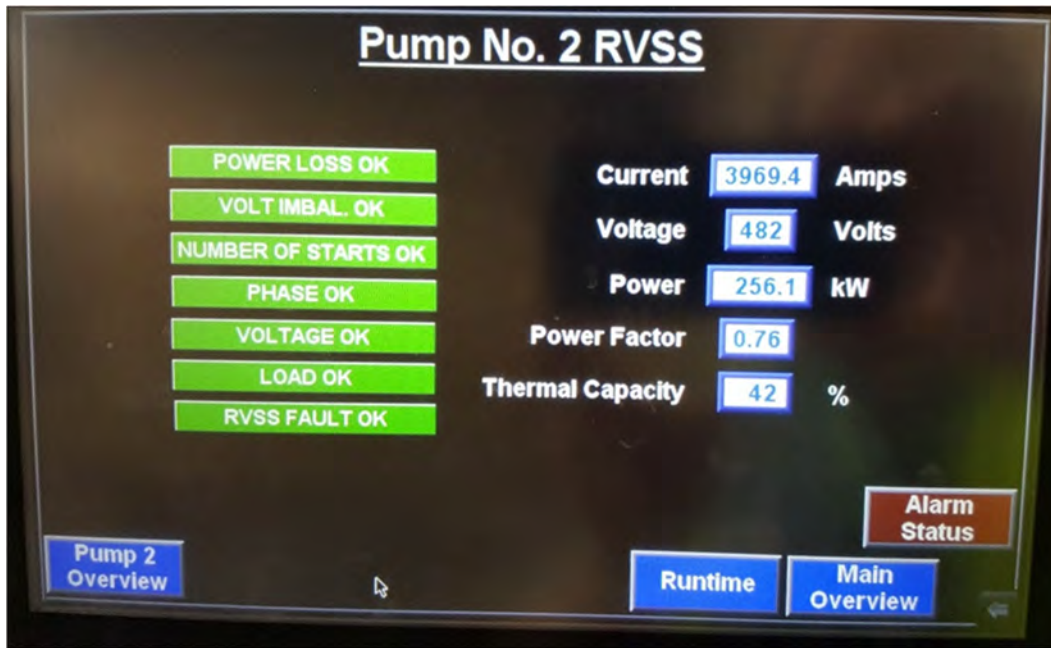 Pump No. 2 RVSS
POWER LOSS OK
VOLT IMBAL. OK
NUMBER OF STARTS OK
PHASE OK
VOLTAGE OK
LOAD OK
RVSS FAULT OK
Current 3969.4 Amps
Voltage 482 Volts
Power 256.1 kW
Power Factor 0.76
Thermal Capacity 42 %
Alarm
Status
Pump 2
Overview
Runtime
Main
Overview